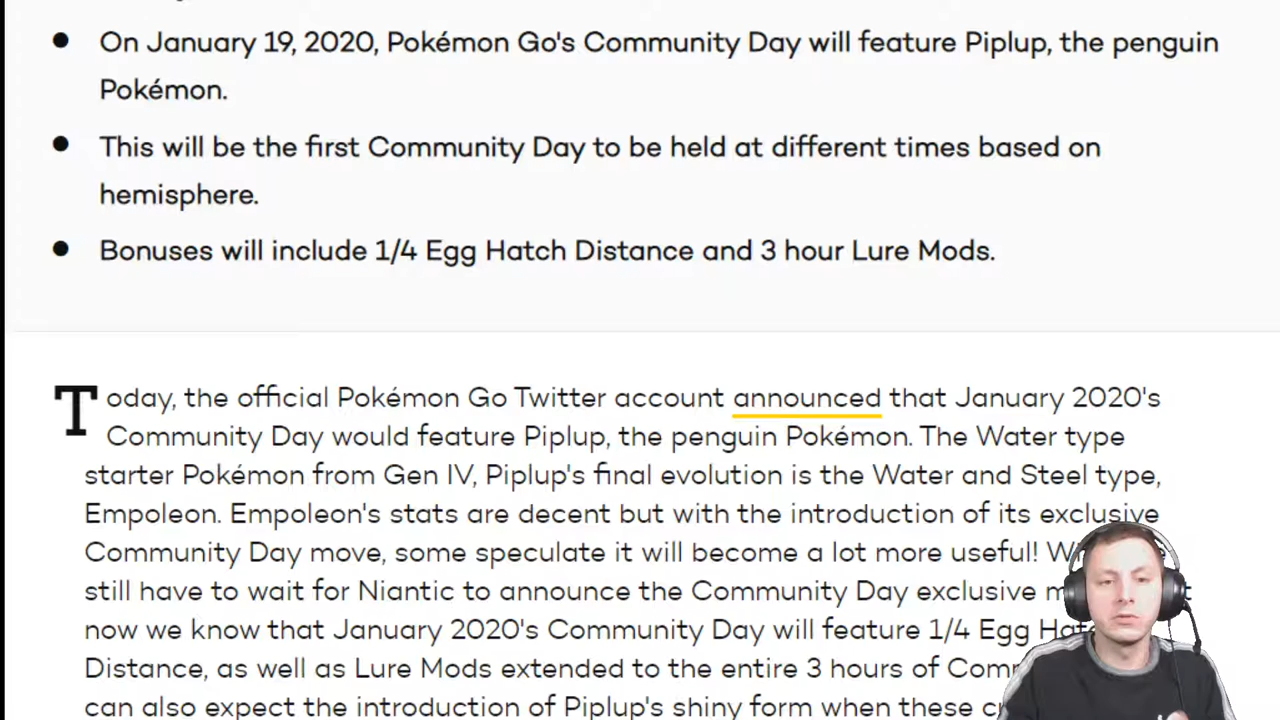 On January 19, 2020, Pokémon Go's Community Day will feature Piplup, the penguin
Pokémon.
This will be the first Community Day to be held at different times based on
hemisphere.
Bonuses will include 1/4 Egg Hatch Distance and 3 hour Lure Mods.
Today, the official Pokémon Go Twitter account announced that January 2020's
Community Day would feature Piplup, the penguin Pokémon. The Water type
starter Pokémon from Gen IV, Piplup's final evolution is the Water and Steel type,
Empoleon. Empoleon's stats are decent but with the introduction of its exclusive
Community Day move, some speculate it will become a lot more useful!
still have to wait for Niantic to announce the Community Day exclusive
now we know that January 2020's Community Day will feature 1/4 Egg
Distance, as well as Lure Mods extended to the entire 3 hours of
can also expect the introduction of Piplup's shiny form when these